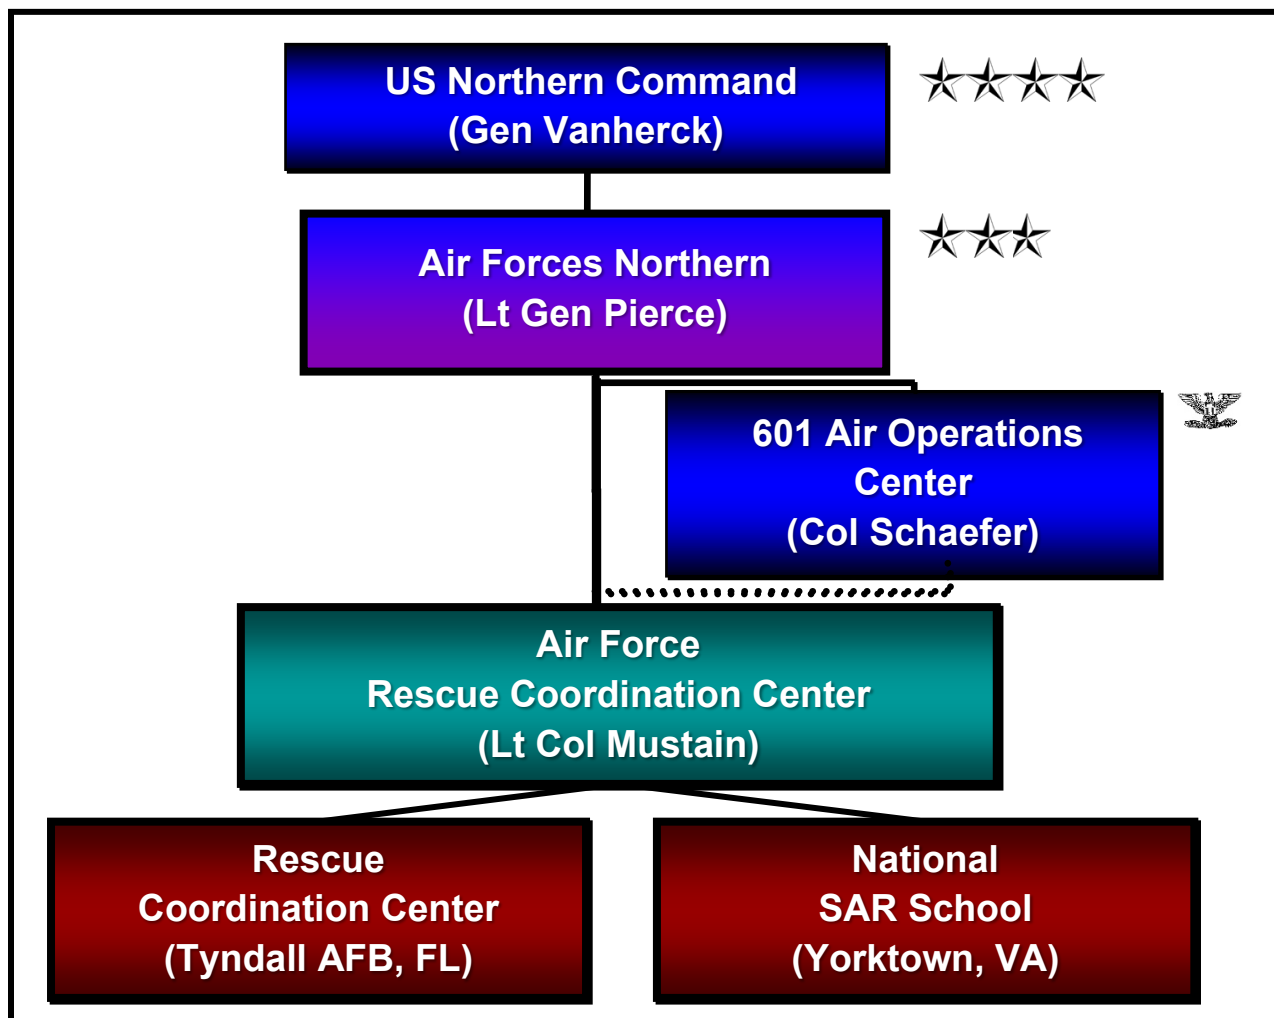 US Northern Command
(Gen Vanherck)
Air Forces Northern
(Lt Gen Pierce)
601 Air Operations
Center
(Col Schaefer)
Air Force
Rescue Coordination Center
(Lt Col Mustain)
Rescue
Coordination Center
(Tyndall AFB, FL)
National
SAR School
(Yorktown, VA)